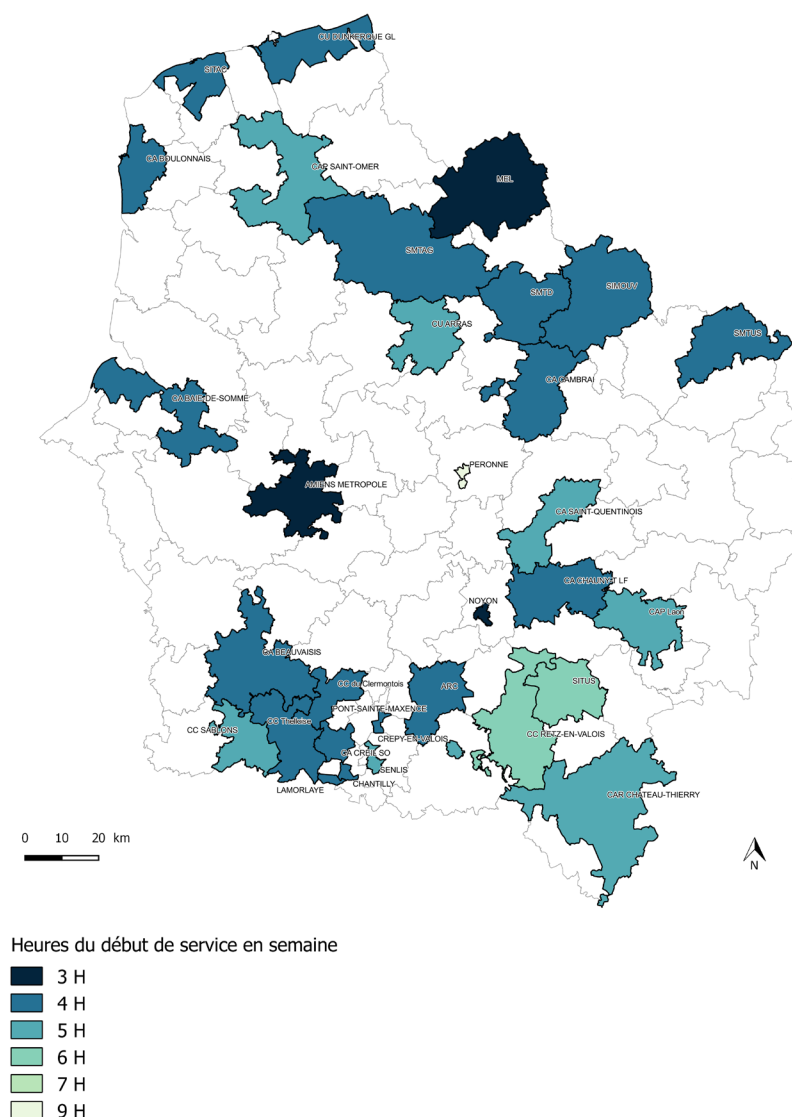 CU DUNKERQUE GL
SITAC
CA BOULONNAIS
CAP SAINT-OMER
MEL
SMTAG
SMTD
SIMOUV
CU ARRAS
SMTUS
CA CAMBRAI
CA BAIE-DE-SOMME
PERONNE
AMIENS METROPOLE
CA SAINT-QUENTINOIS
CA CHAUNY-T LF
NOYON
CAP Laon
CA BEAUVAISIS
CC du Clermontois
ARC
SITUS
PONT-SAINTE-MAXENCE
CC Thelloise
CC SABLONS
CREPY-EN-VALOIS
CC RETZ-EN-VALOIS
CA CREIL SO
SENLIS
CHANTILLY
LAMORLAYE
CAR CHATEAU-THIERRY
0 10 20 km
N
Heures du début de service en semaine
3 H
4 H
5 H
6 H
7 H
9 H